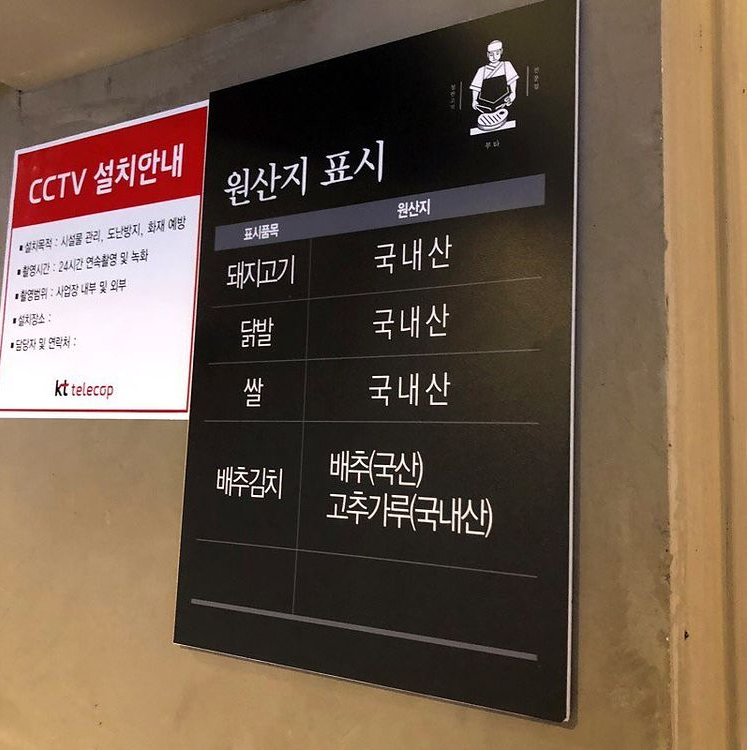 CCTV 설치안내
■ 설치목적 : 시설물 관리, 도난방지, 화재 예방
■ 촬영시간 : 24시간 연속촬영 및 녹화
■ 촬영범위 : 사업장 내부 및 외부
■ 설치장소 :
■ 담당자 및 연락처 :
kt telecop
원산지 표시
표시품목 원산지
돼지고기 국내산
닭발 국내산
쌀 국내산
배추김치 배추(국산)
고추가루(국내산)